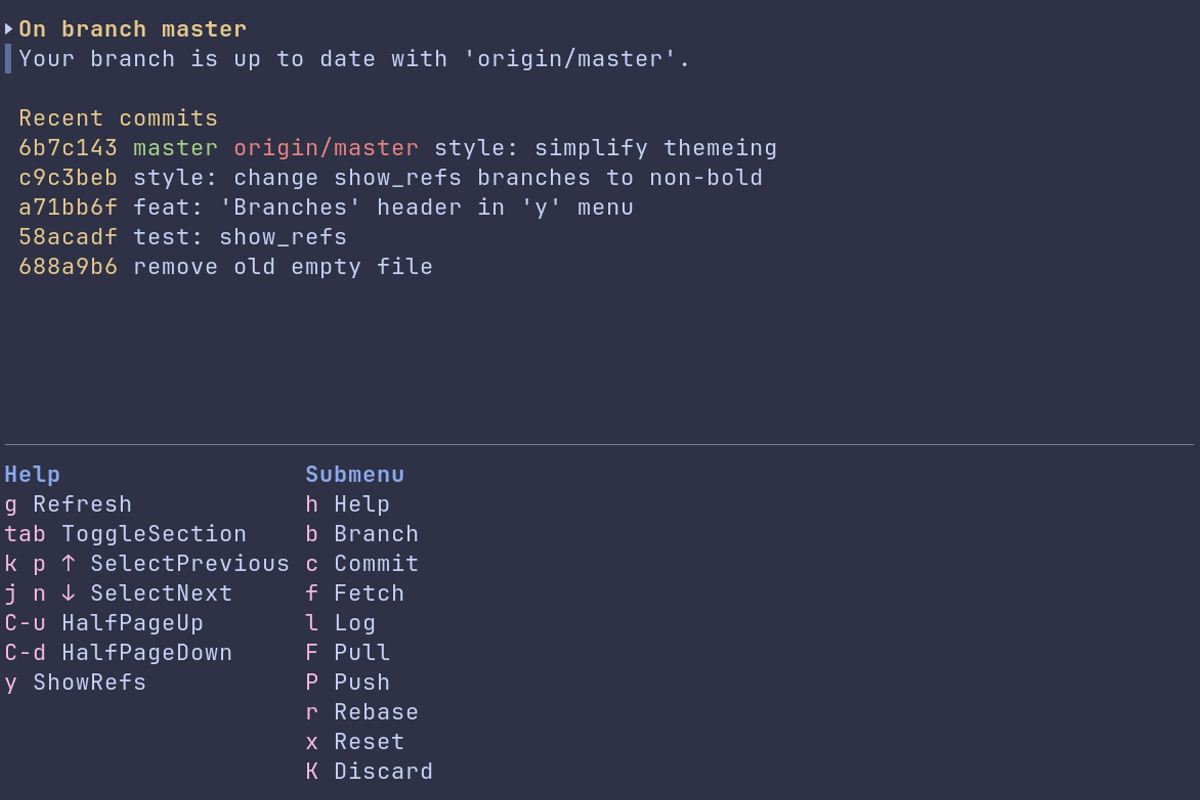 On branch master
Your branch is up to date with 'origin/master'.
Recent commits
6b7c143 master origin/master style: simplify themeing
c9c3beb style: change show_refs branches to non-bold
a71bb6f feat: 'Branches' header in 'y' menu
58acadf test: show_refs
688a9b6 remove old empty file
Help
g Refresh
tab ToggleSection
k p ↑ SelectPrevious
j n ↓ SelectNext
C-u HalfPageUp
C-d HalfPageDown
y ShowRefs
Submenu
h Help
b Branch
c Commit
f Fetch
l Log
F Pull
P Push
r Rebase
x Reset
K Discard